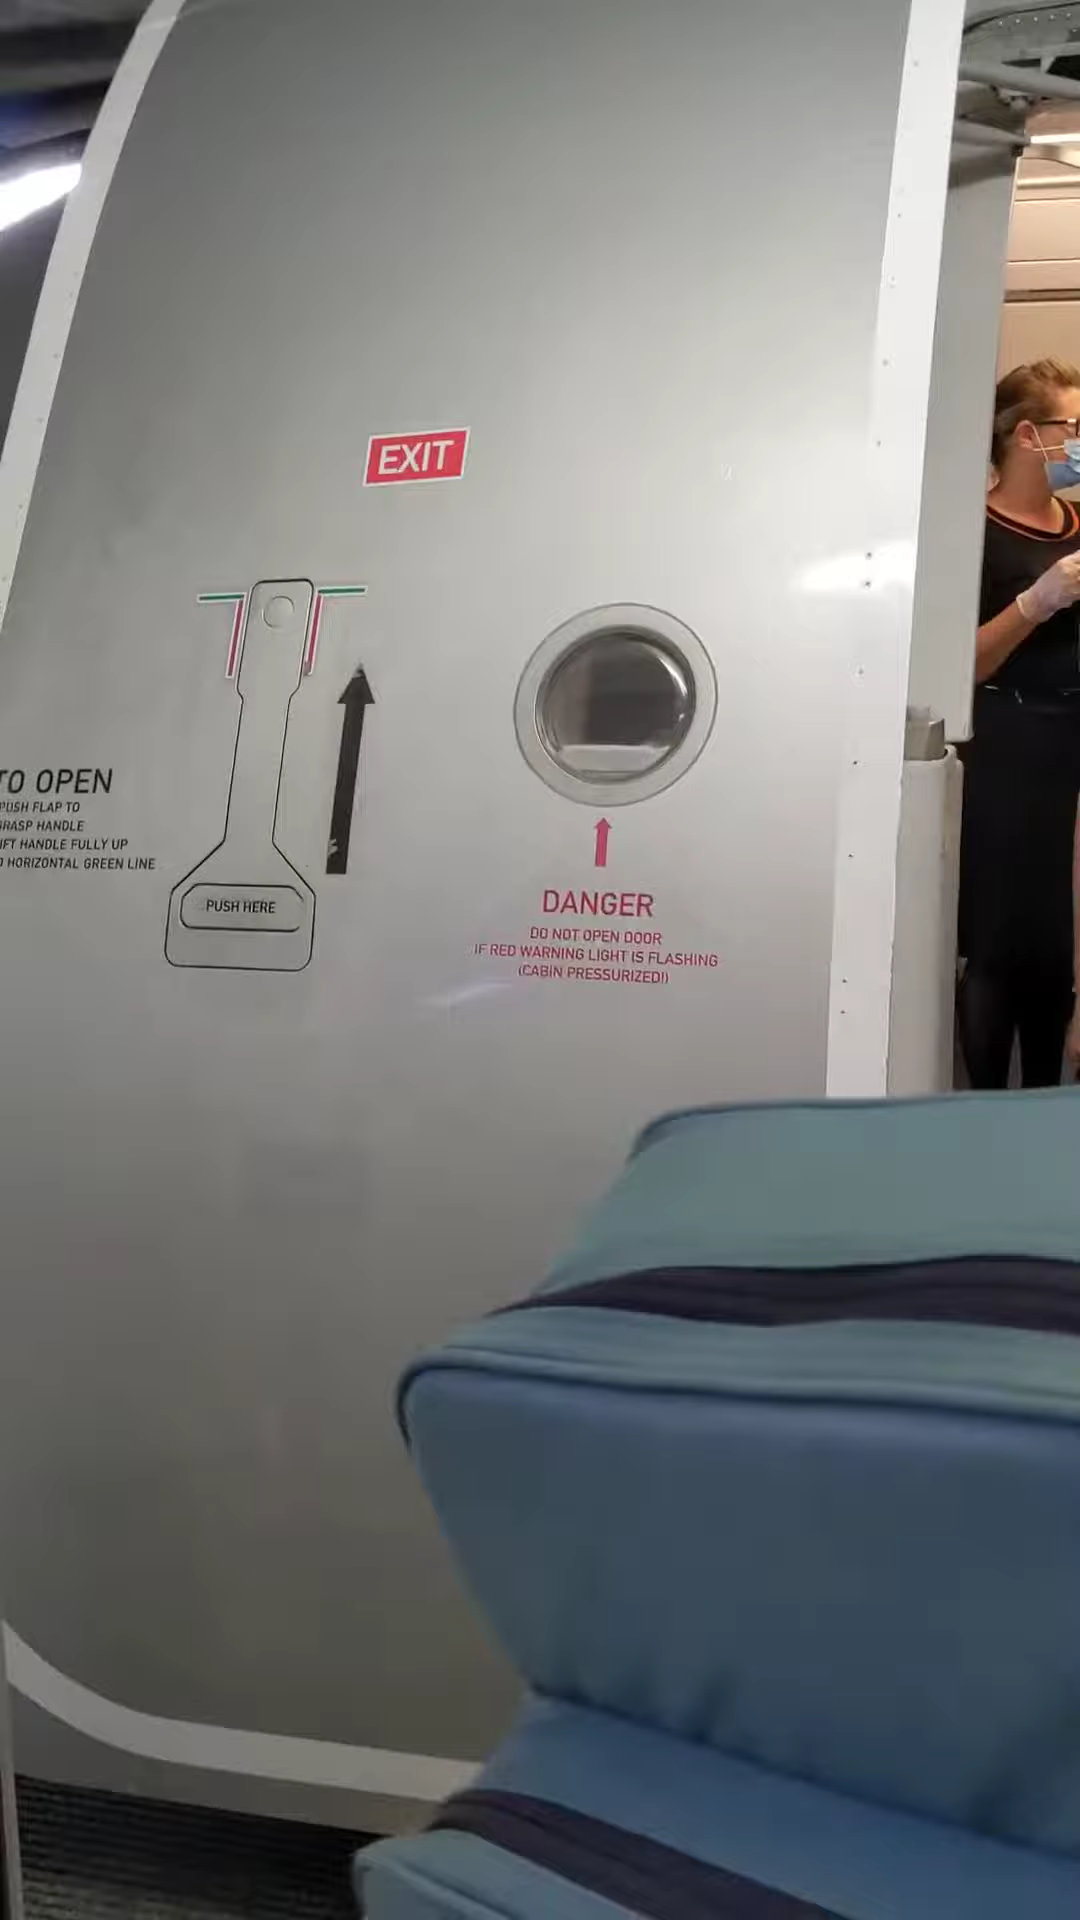 EXIT
TO OPEN
PUSH FLAP TO
GRASP HANDLE
LIFT HANDLE FULLY UP
HORIZONTAL GREEN LINE
PUSH HERE
DANGER
DO NOT OPEN DOOR
IF RED WARNING LIGHT IS FLASHING
(CABIN PRESSURIZED!)